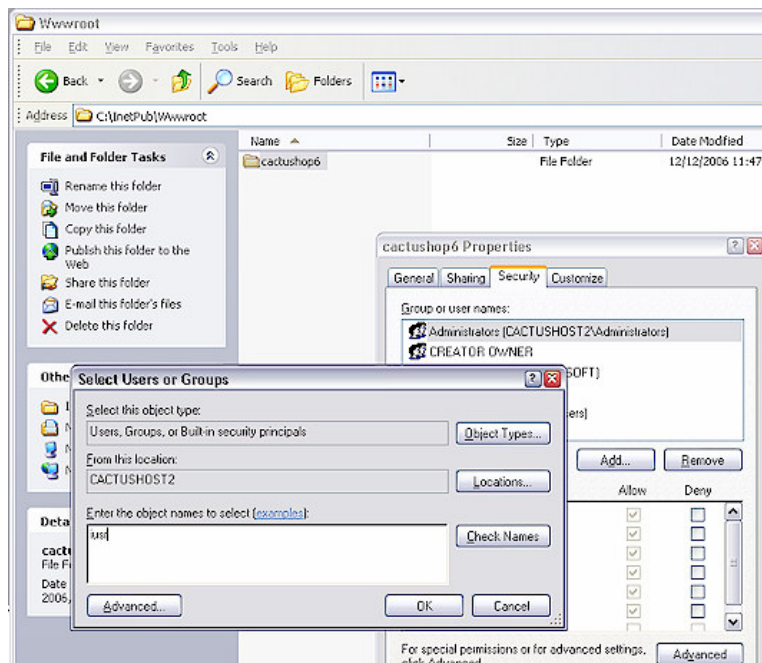 Wwwroot
File Edit View Favorites Tools Help
Back Search Folders
Address C:\InetPub\Wwwroot
Name Size Type Date Modified
cactushop6 File Folder 12/12/2006 11:47
File and Folder Tasks
Rename this folder
Move this folder
Copy this folder
Publish this folder to the
Web
Share this folder
E-mail this folder's files
Delete this folder
cactushop6 Properties
General Sharing Security Customize
Group or user names:
Administrators (CACTUSHOST2\Administrators)
CREATOR OWNER
SOFT)
ers)
Add... Remove
Allow Deny
For special permissions or for advanced settings,
click Advanced.
Advanced
Othe
Select Users or Groups
Select this object type:
Users, Groups, or Built-in security principals
Object Types...
From this location:
CACTUSHOST2
Locations...
Enter the object names to select (examples):
iusr
Check Names
Advanced... OK Cancel
Deta
cactu
File F
Date
2006,